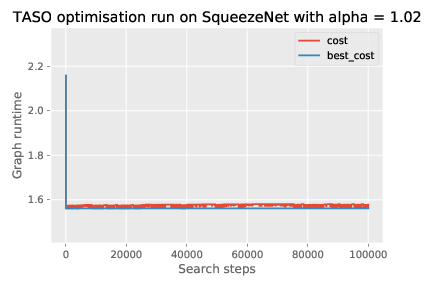 TASO optimisation run on SqueezeNet with alpha = 1.02
cost
best_cost
Graph runtime
2.2
2.0
1.8
1.6
0 20000 40000 60000 80000 100000
Search steps